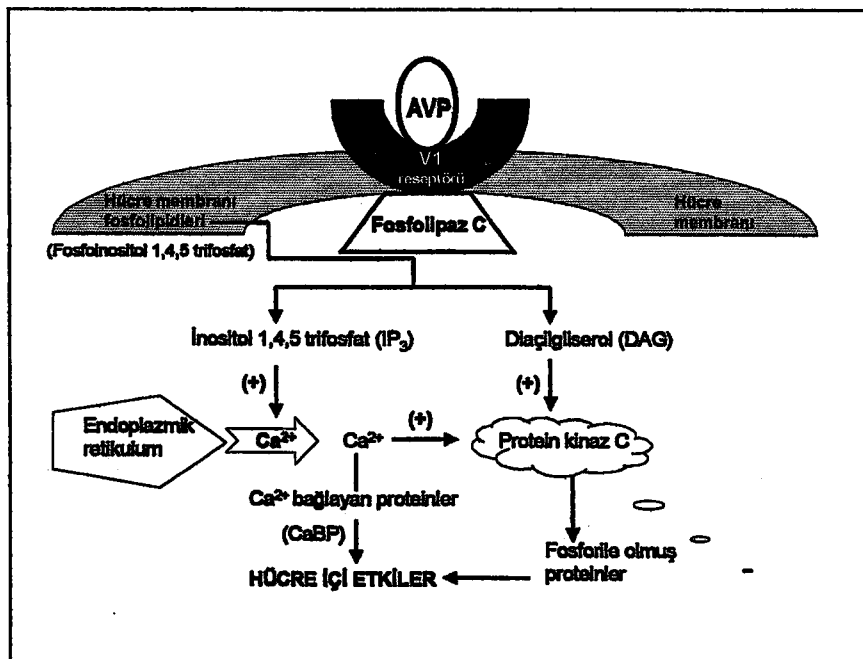 AVP
V1
reseptörü
Hücre membranı
fosfolipidleri
(Fosfoinositol 1,4,5 trifosfat)
Fosfolipaz C
Hücre
membranı
İnositol 1,4,5 trifosfat (IP₃)
Diaçilgliserol (DAG)
(+)
(+)
Endoplazmik
retikulum
Ca²⁺
Ca²⁺
(+)
Protein kinaz C
Ca²⁺ bağlayan proteinler
(CaBP)
Fosforile olmuş
proteinler
HÜCRE İÇİ ETKİLER